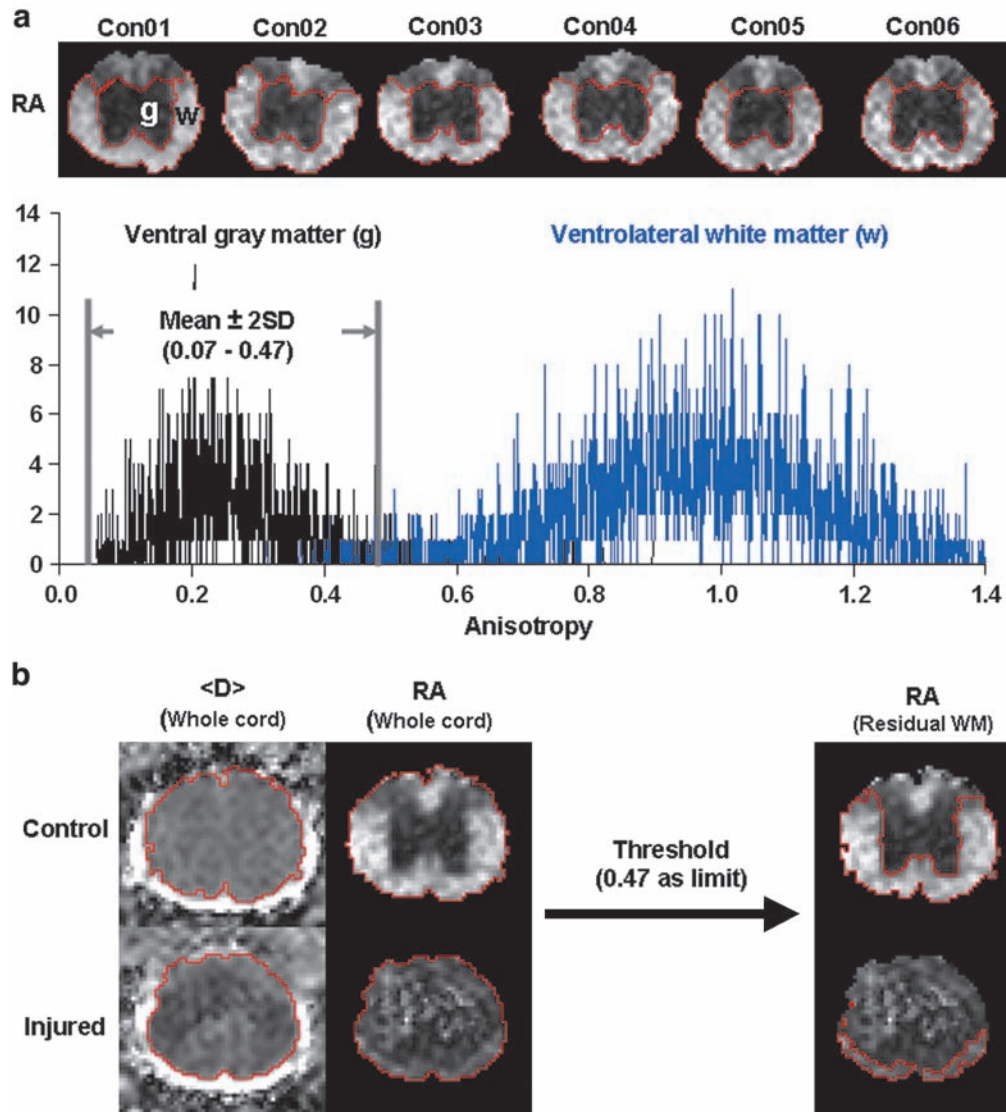 a
Con01 Con02 Con03 Con04 Con05 Con06
RA
g w
14
12
10
8
6
4
2
0
Ventral gray matter (g)
Ventrolateral white matter (w)
Mean ± 2SD
(0.07 - 0.47)
0.0 0.2 0.4 0.6 0.8 1.0 1.2 1.4
Anisotropy
b
<D>
(Whole cord)
RA
(Whole cord)
RA
(Residual WM)
Control
Threshold
(0.47 as limit)
Injured